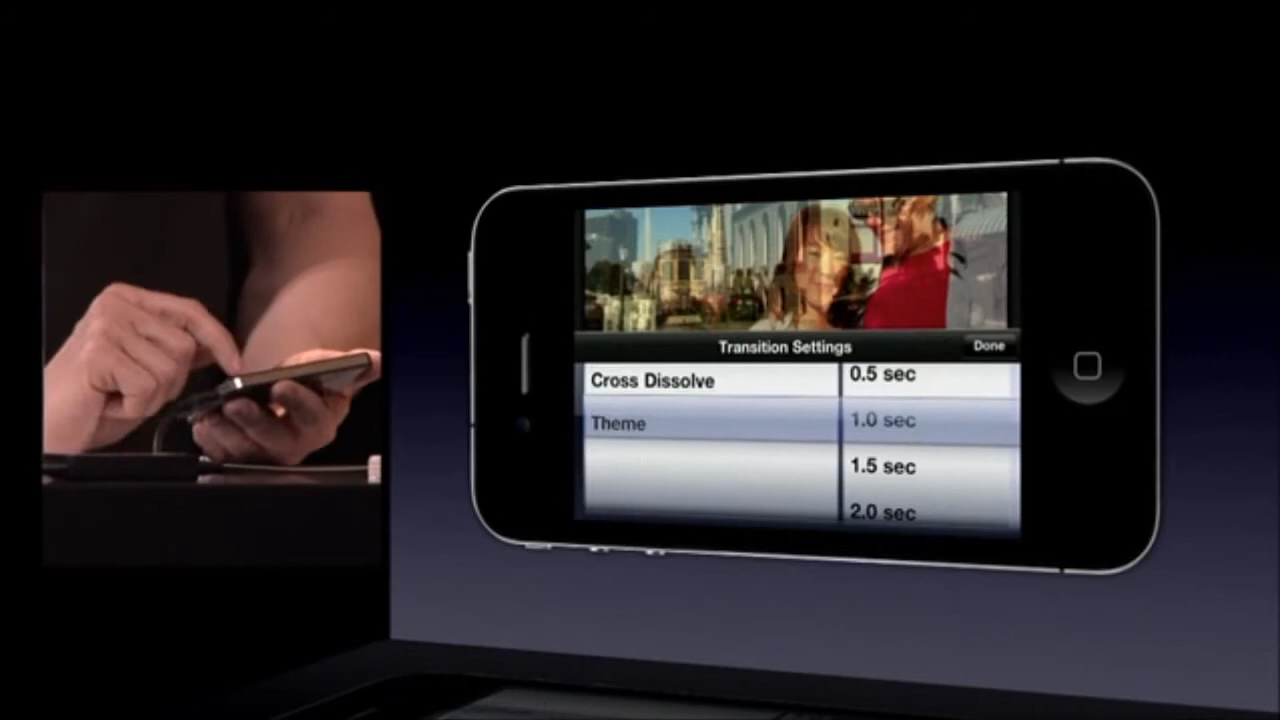 Transition Settings Done
Cross Dissolve 0.5 sec
Theme 1.0 sec
1.5 sec
2.0 sec